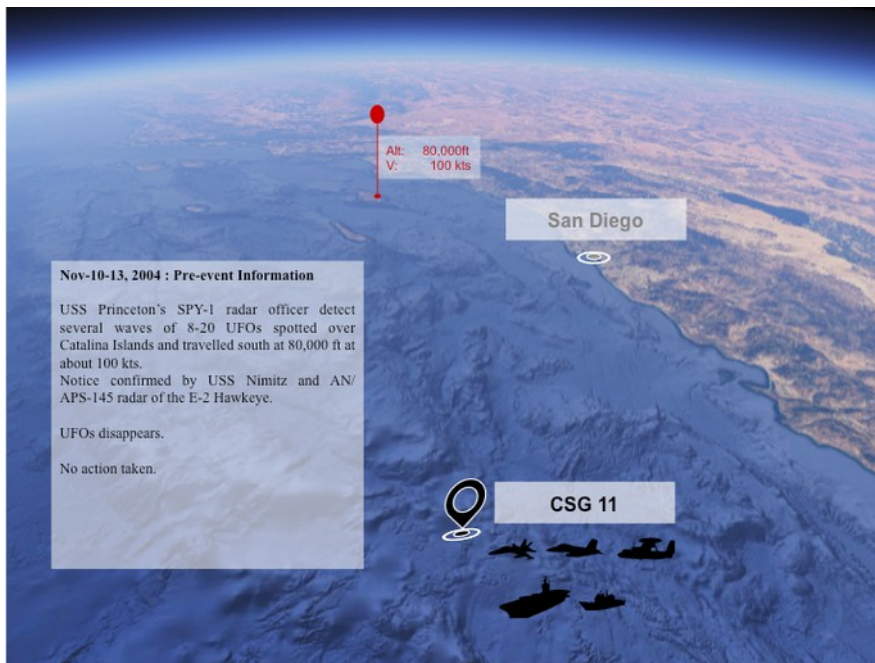 Alt: 80,000ft
V: 100 kts
San Diego
Nov-10-13, 2004 : Pre-event Information
USS Princeton's SPY-1 radar officer detect
several waves of 8-20 UFOs spotted over
Catalina Islands and travelled south at 80,000 ft at
about 100 kts.
Notice confirmed by USS Nimitz and AN/
APS-145 radar of the E-2 Hawkeye.
UFOs disappears.
No action taken.
CSG 11